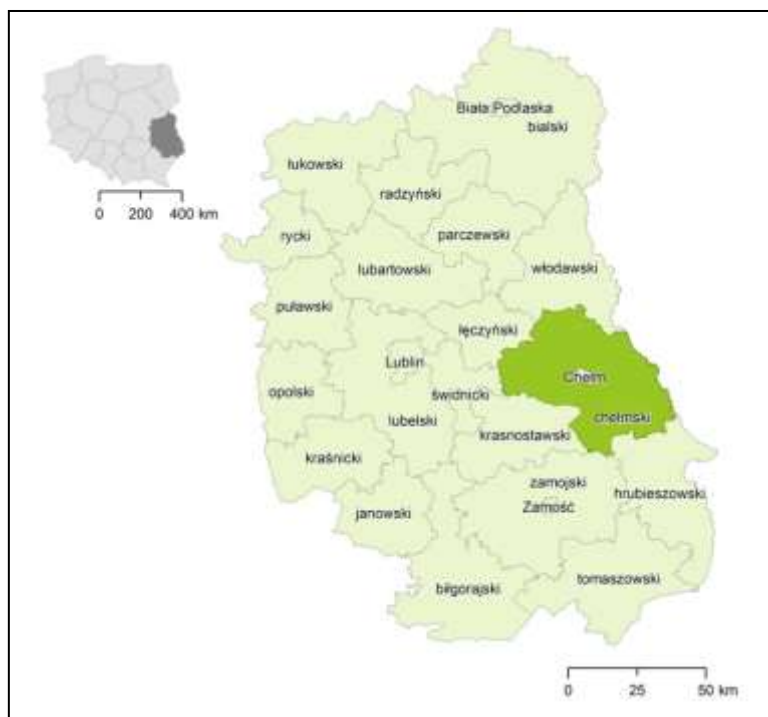 Biała Podlaska
bialski
łukowski
radzyński
0 200 400 km
rycki
parczewski
lubartowski
włodawski
puławski
łęczyński
Lublin
Chełm
opolski
świdnicki
lubelski
chełmski
krasnostawski
kraśnicki
zamojski
hrubieszowski
Zamość
janowski
tomaszowski
biłgorajski
0 25 50 km